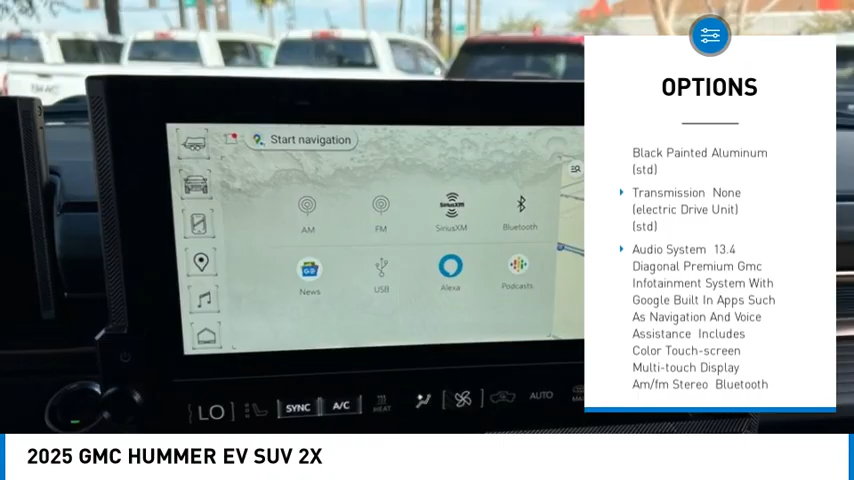 Start navigation
AM
FM
SiriusXM
SiriusXM
Bluetooth
News
USB
Alexa
Podcasts
LO
SYNC
A/C
HEAT
AUTO
OPTIONS
Black Painted Aluminum
(std)
Transmission None
(electric Drive Unit)
(std)
Audio System 13.4
Diagonal Premium Gmc
Infotainment System With
Google Built In Apps Such
As Navigation And Voice
Assistance Includes
Color Touch-screen
Multi-touch Display
Am/fm Stereo Bluetooth
2025 GMC HUMMER EV SUV 2X